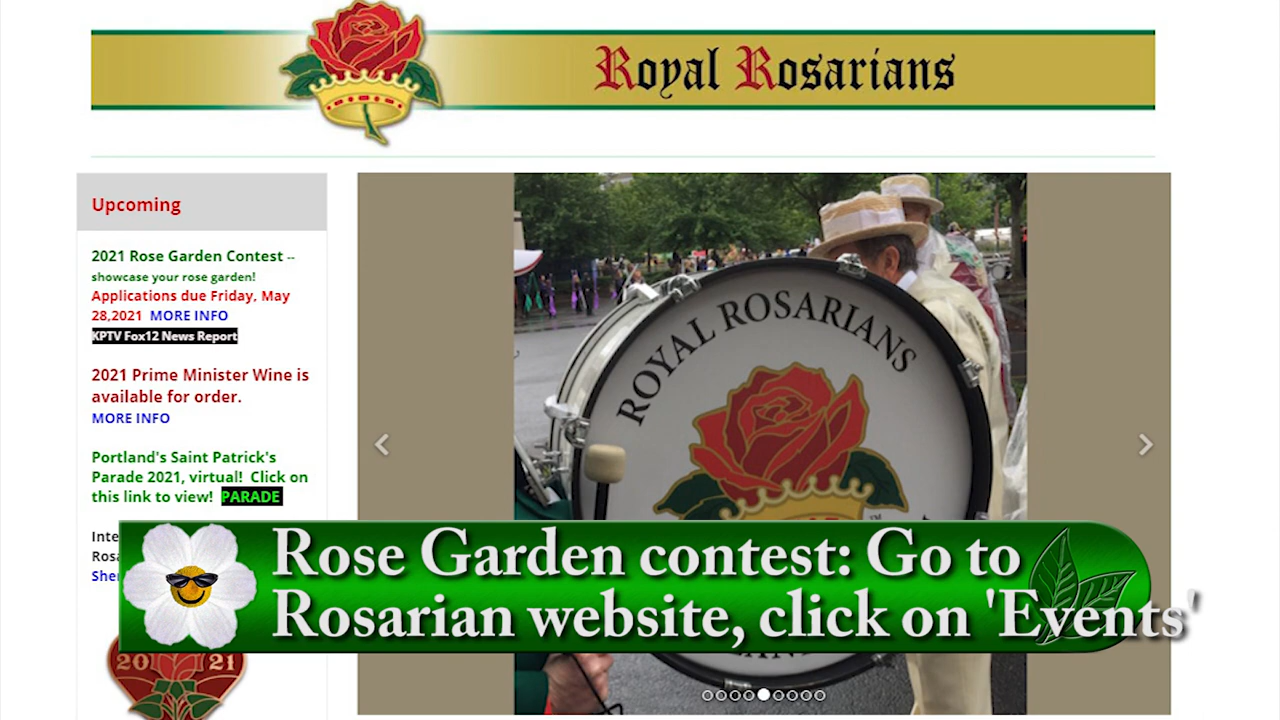 Royal Rosarians
Upcoming
2021 Rose Garden Contest --
showcase your rose garden!
Applications due Friday, May
28,2021 MORE INFO
KPTV Fox12 News Report
2021 Prime Minister Wine is
available for order.
MORE INFO
Portland's Saint Patrick's
Parade 2021, virtual! Click on
this link to view! PARADE
ROYAL ROSARIANS
Rose Garden contest: Go to
Rosarian website, click on 'Events'
2021